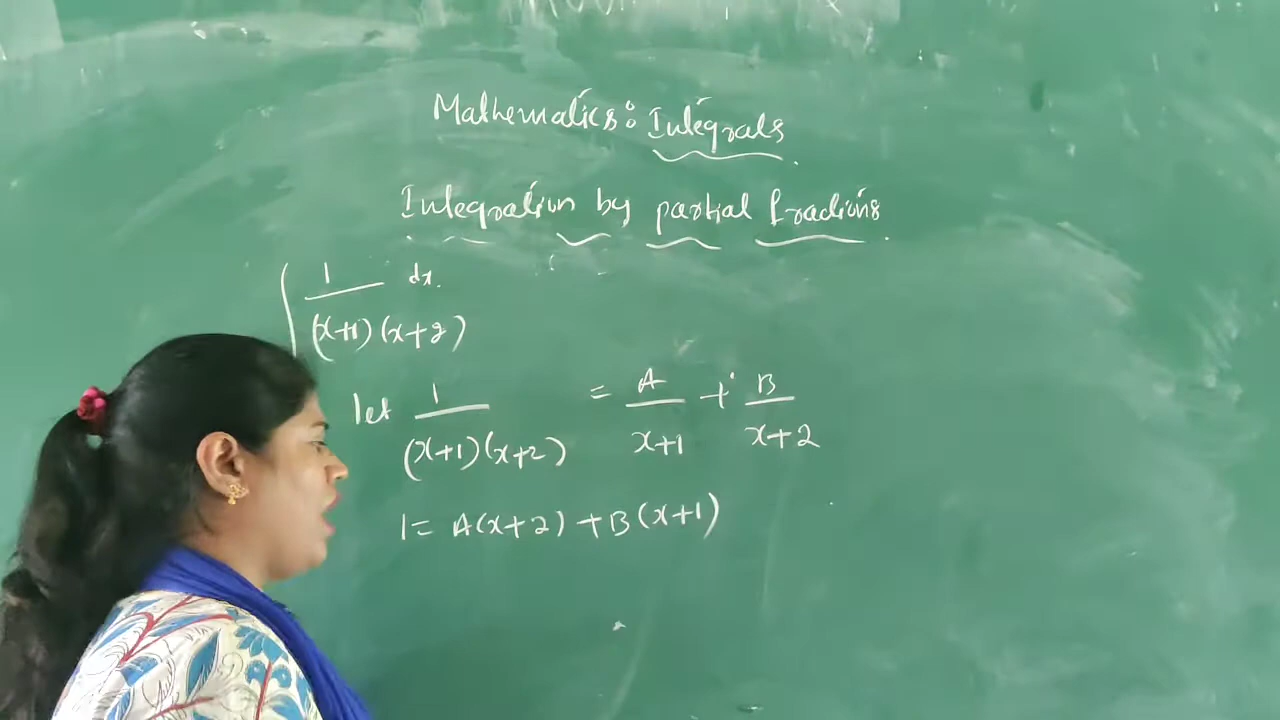 Mathematics: Integrals
Integration by partial fractions
∫ 1/((x+1)(x+2)) dx.
let 1/((x+1)(x+2)) = A/(x+1) + B/(x+2)
1 = A(x+2) + B(x+1)